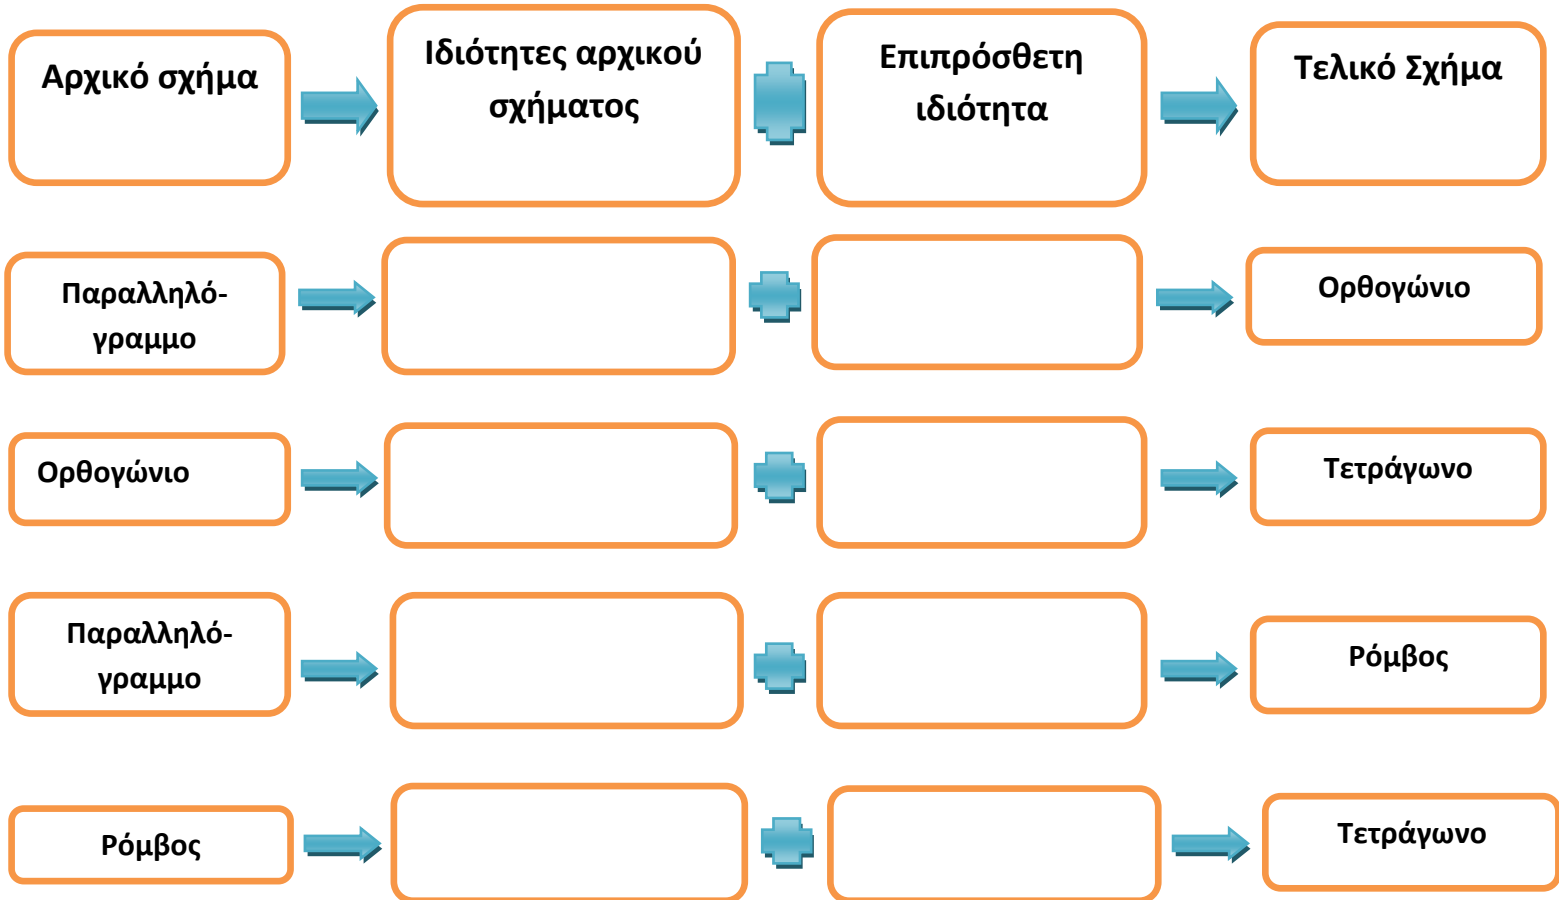 Αρχικό σχήμα
Ιδιότητες αρχικού
σχήματος
Επιπρόσθετη
ιδιότητα
Τελικό Σχήμα
Παραλληλό-
γραμμο
Ορθογώνιο
Ορθογώνιο
Τετράγωνο
Παραλληλό-
γραμμο
Ρόμβος
Ρόμβος
Τετράγωνο